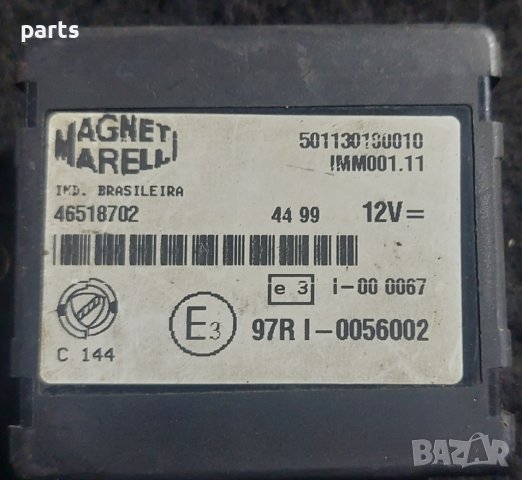 parts
MAGNETI
MARELLI
501130180010
IMM001.11
IND. BRASILEIRA
46518702
44 99
12V=
e 3
I-00 0067
E3
97R I-0056002
C 144
BAZAR